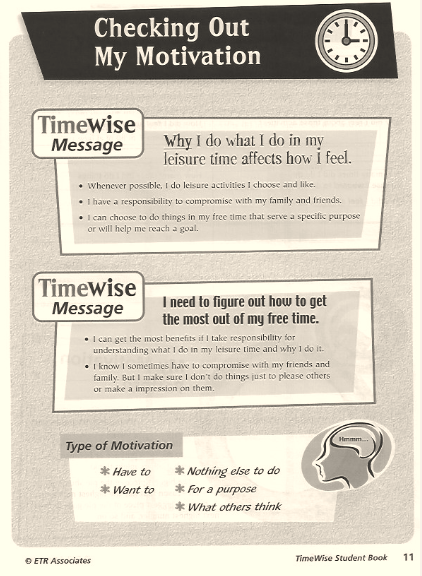 Checking Out
My Motivation
TimeWise
Message
Why I do what I do in my
leisure time affects how I feel.
• Whenever possible, I do leisure activities I choose and like.
• I have a responsibility to compromise with my family and friends.
• I can choose to do things in my free time that serve a specific purpose
or will help me reach a goal.
TimeWise
Message
I need to figure out how to get
the most out of my free time.
• I can get the most benefits if I take responsibility for
understanding what I do in my leisure time and why I do it.
• I know I sometimes have to compromise with my friends and
family. But I make sure I don't do things just to please others
or make a impression on them.
Type of Motivation
Hmmm...
✱ Have to
✱ Want to
✱ Nothing else to do
✱ For a purpose
✱ What others think
© ETR Associates
TimeWise Student Book 11